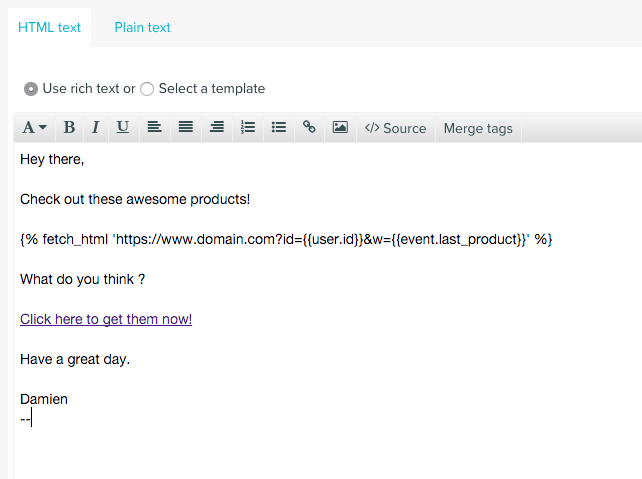 HTML text Plain text
Use rich text or Select a template
A B I U </> Source Merge tags
Hey there,
Check out these awesome products!
{% fetch_html 'https://www.domain.com?id={{user.id}}&w={{event.last_product}}' %}
What do you think ?
Click here to get them now!
Have a great day.
Damien
--